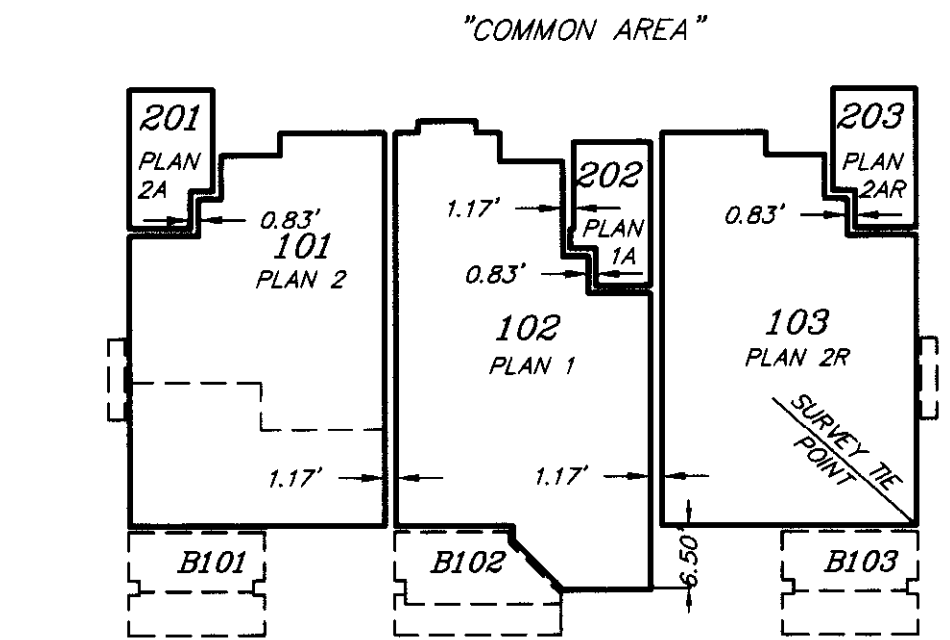 "COMMON AREA"
201
PLAN
2A
0.83'
101
PLAN 2
1.17'
202
PLAN
1A
0.83'
102
PLAN 1
203
PLAN
2AR
0.83'
103
PLAN 2R
SURVEY TIE
POINT
1.17'
1.17'
6.50'
B101
B102
B103